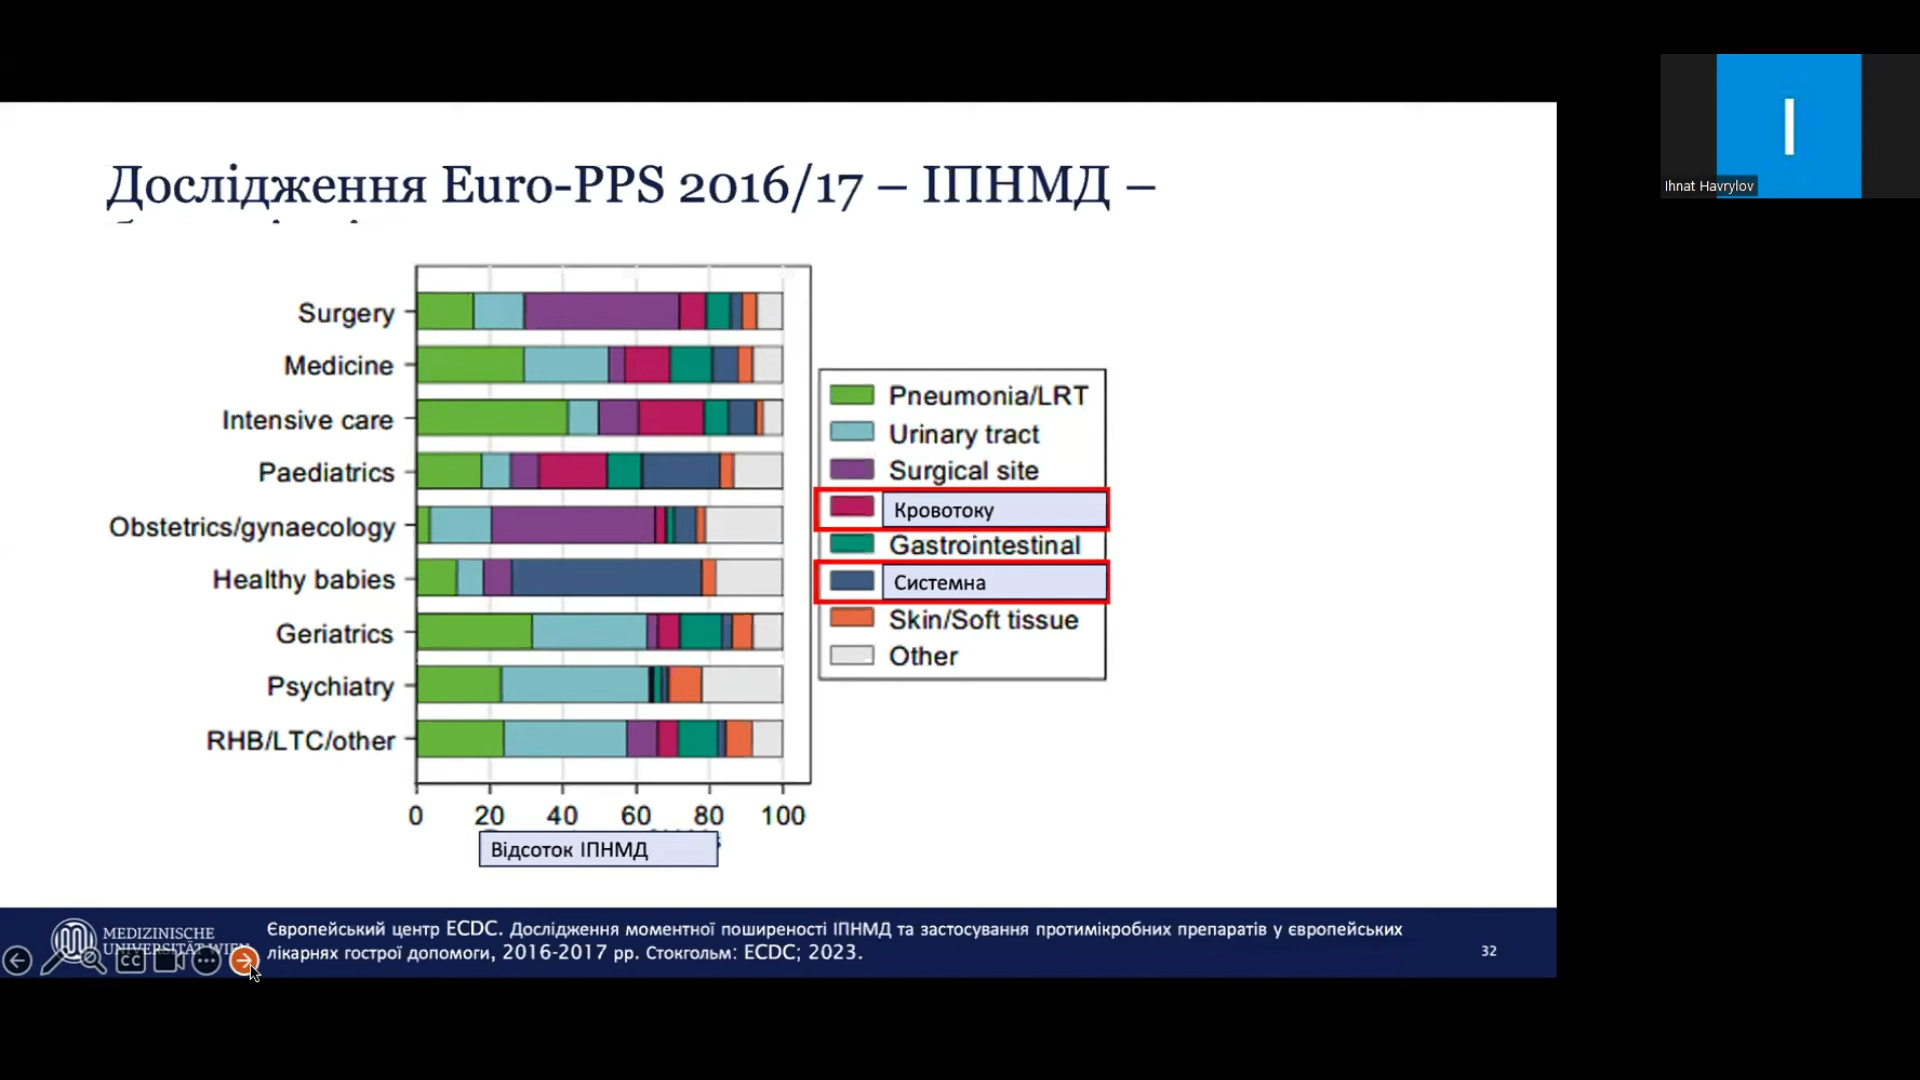 Дослідження Euro-PPS 2016/17 – ІПНМД –
Surgery
Medicine
Intensive care
Paediatrics
Obstetrics/gynaecology
Healthy babies
Geriatrics
Psychiatry
RHB/LTC/other
0 20 40 60 80 100
Відсоток ІПНМД
Pneumonia/LRT
Urinary tract
Surgical site
Кровотоку
Gastrointestinal
Системна
Skin/Soft tissue
Other
MEDIZINISCHE
UNIVERSITÄT WIEN
Європейський центр ECDC. Дослідження моментної поширеності ІПНМД та застосування протимікробних препаратів у європейських
лікарнях гострої допомоги, 2016-2017 рр. Стокгольм: ECDC; 2023.
32
CC
I
Ihnat Havrylov